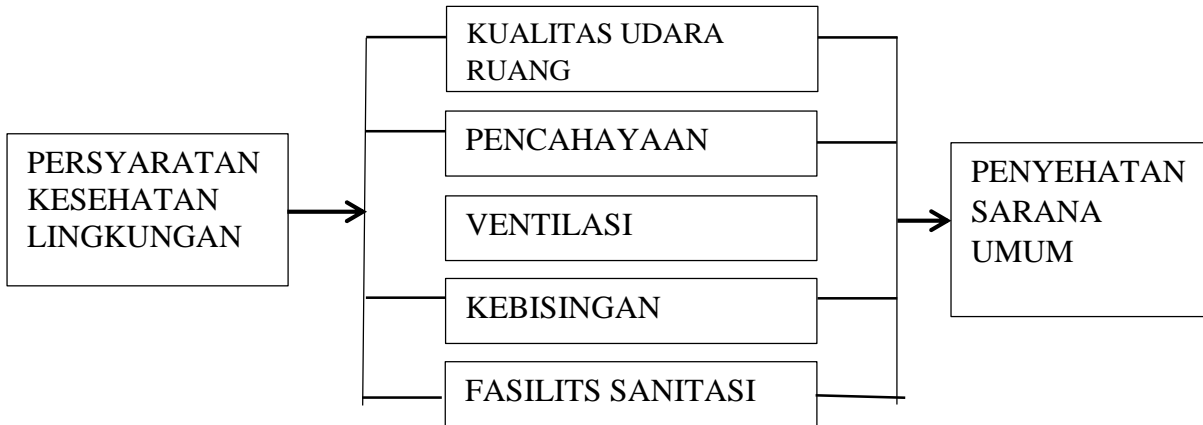 PERSYARATAN
KESEHATAN
LINGKUNGAN
KUALITAS UDARA
RUANG
PENCAHAYAAN
VENTILASI
KEBISINGAN
FASILITS SANITASI
PENYEHATAN
SARANA
UMUM